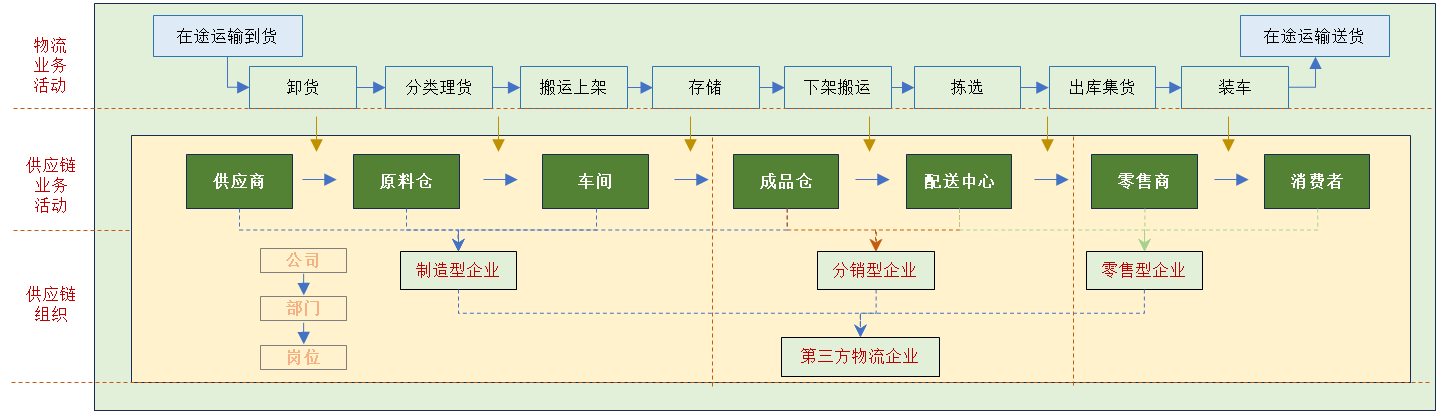 物流
业务
活动
在途运输到货
在途运输送货
卸货
分类理货
搬运上架
存储
下架搬运
拣选
出库集货
装车
供应链
业务
活动
供应商
原料仓
车间
成品仓
配送中心
零售商
消费者
供应链
组织
公司
部门
岗位
制造型企业
分销型企业
零售型企业
第三方物流企业